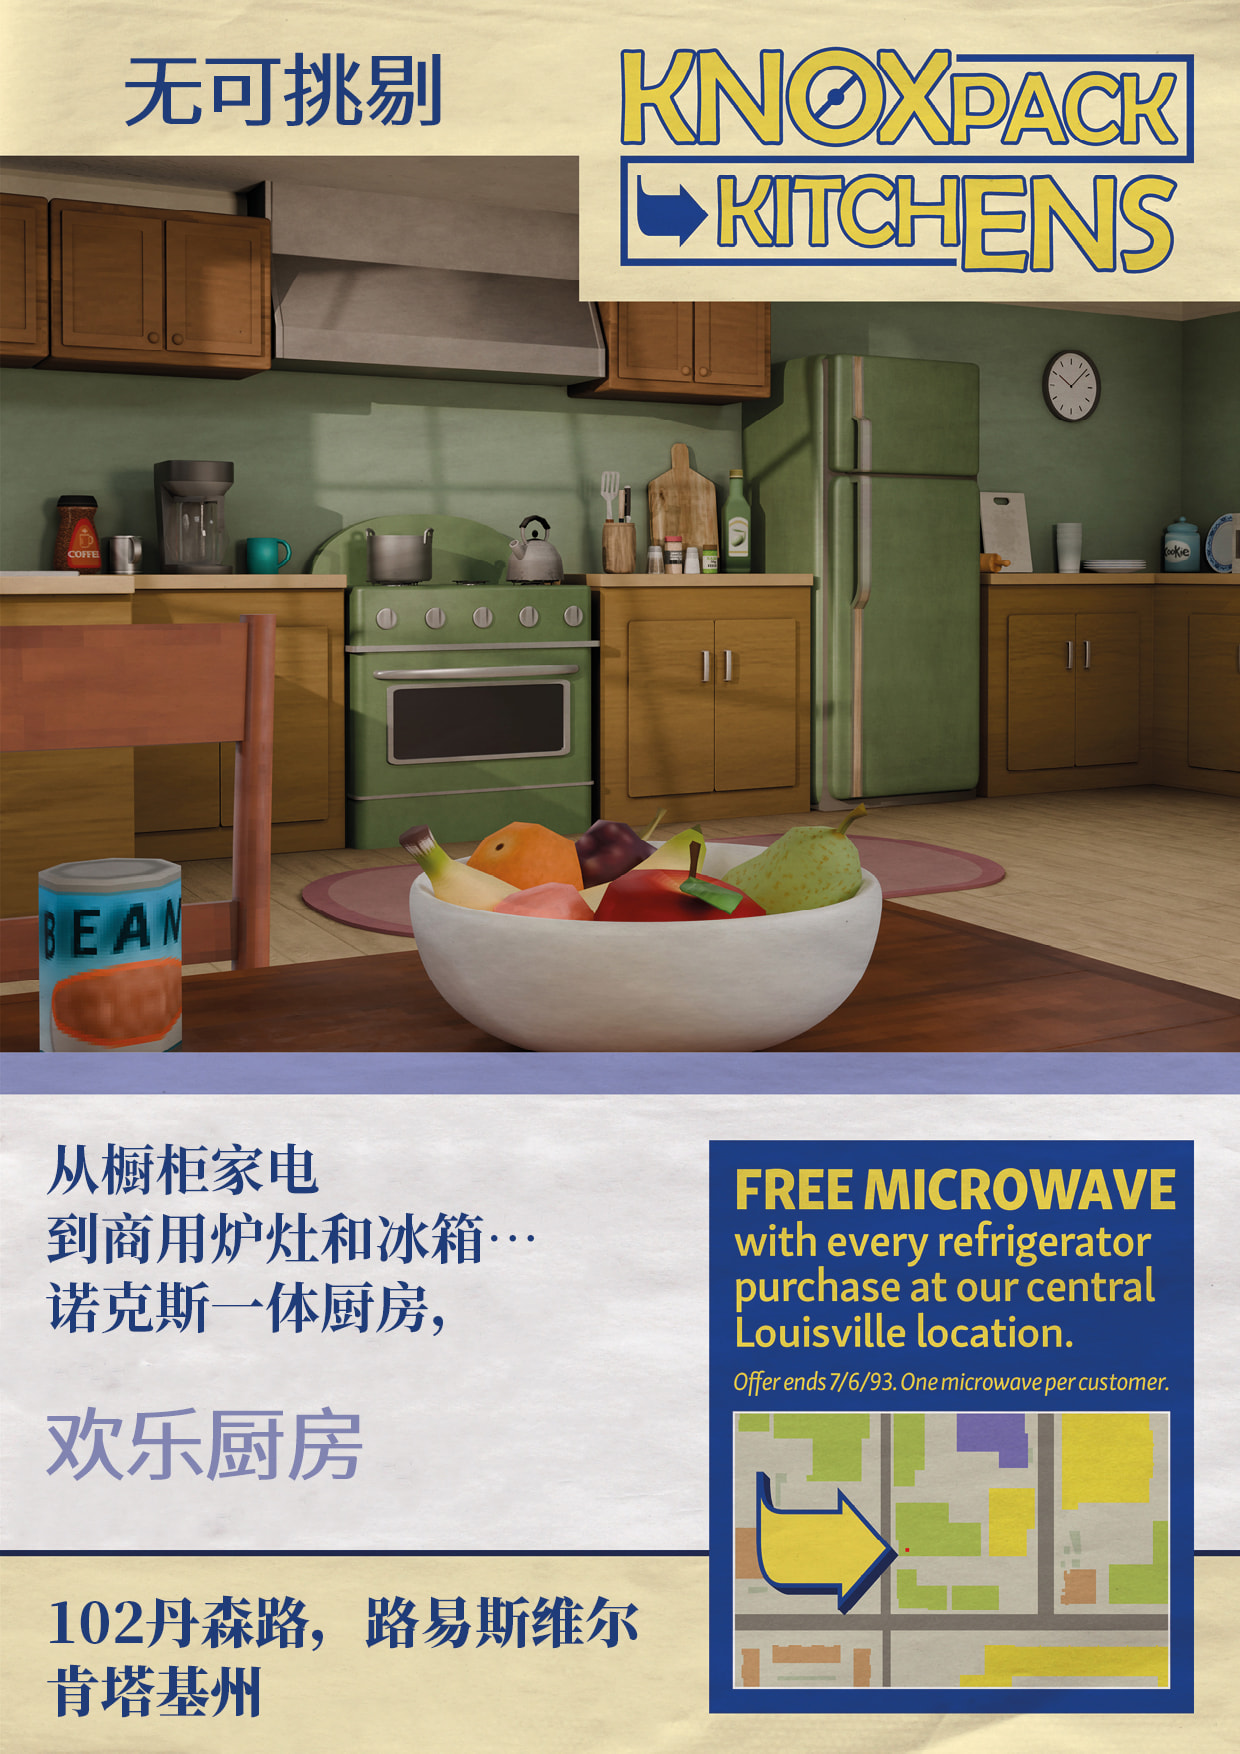 无可挑剔
KNOXPACK
KITCHENS
COFFEE
cookie
BEAN
从橱柜家电
到商用炉灶和冰箱…
诺克斯一体厨房，
欢乐厨房
102丹森路，路易斯维尔
肯塔基州
FREE MICROWAVE
with every refrigerator
purchase at our central
Louisville location.
Offer ends 7/6/93. One microwave per customer.